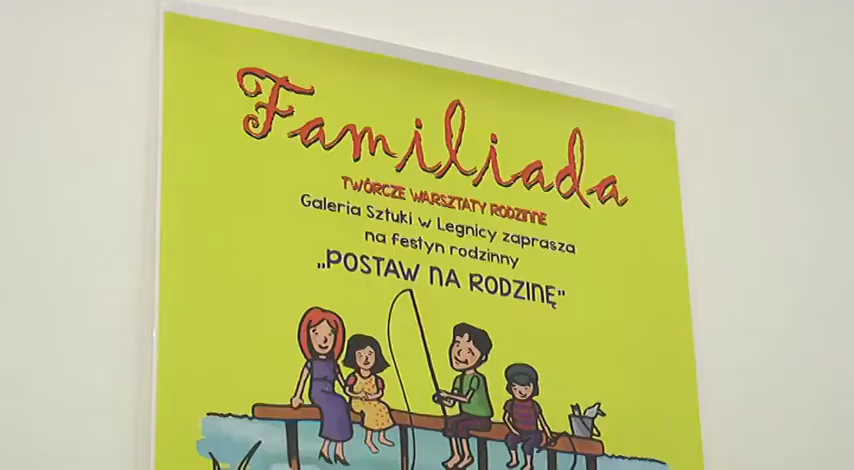 Familiada
TWÓRCZE WARSZTATY RODZINNE
Galeria Sztuki w Legnicy zaprasza
na festyn rodzinny
„POSTAW NA RODZINĘ"